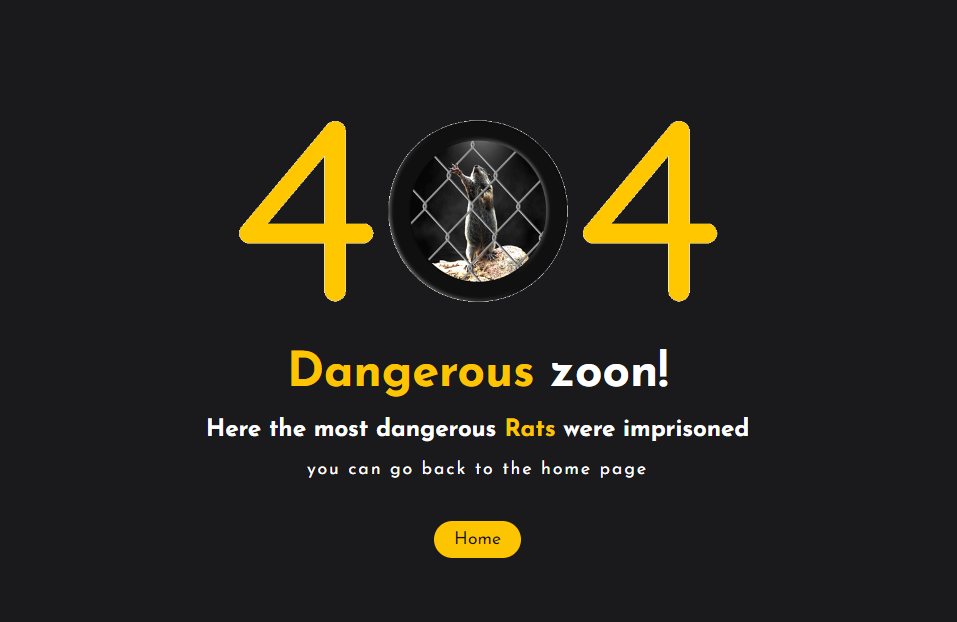 4 4
Dangerous zoon!
Here the most dangerous Rats were imprisoned
you can go back to the home page
Home